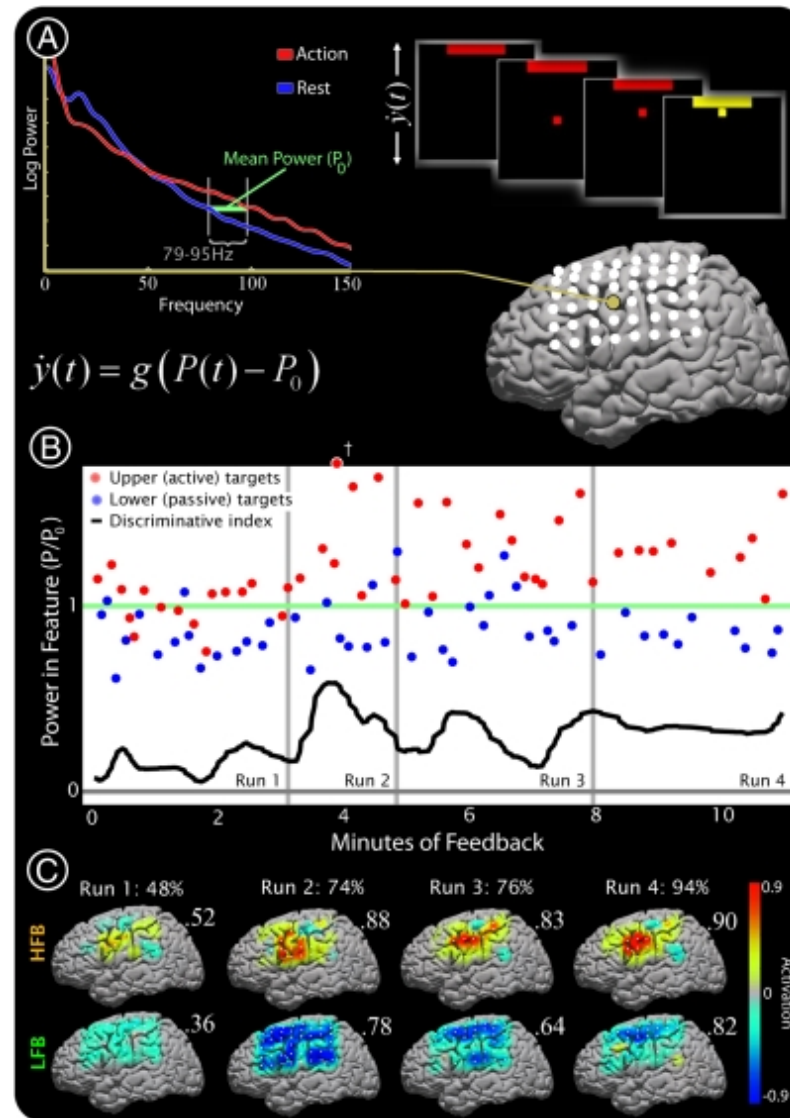 A
Action
Rest
Log Power
Mean Power (P₀)
79-95Hz
0 50 100 150
Frequency
ẏ(t)
ẏ(t) = g(P(t) − P₀)
B
†
Upper (active) targets
Lower (passive) targets
Discriminative index
Power in Feature (P/P₀)
1
0
Run 1 Run 2 Run 3 Run 4
0 2 4 6 8 10
Minutes of Feedback
C
Run 1: 48% Run 2: 74% Run 3: 76% Run 4: 94%
HFB
.52 .88 .83 .90
LFB
.36 .78 .64 .82
0.9
0
-0.9
Activation